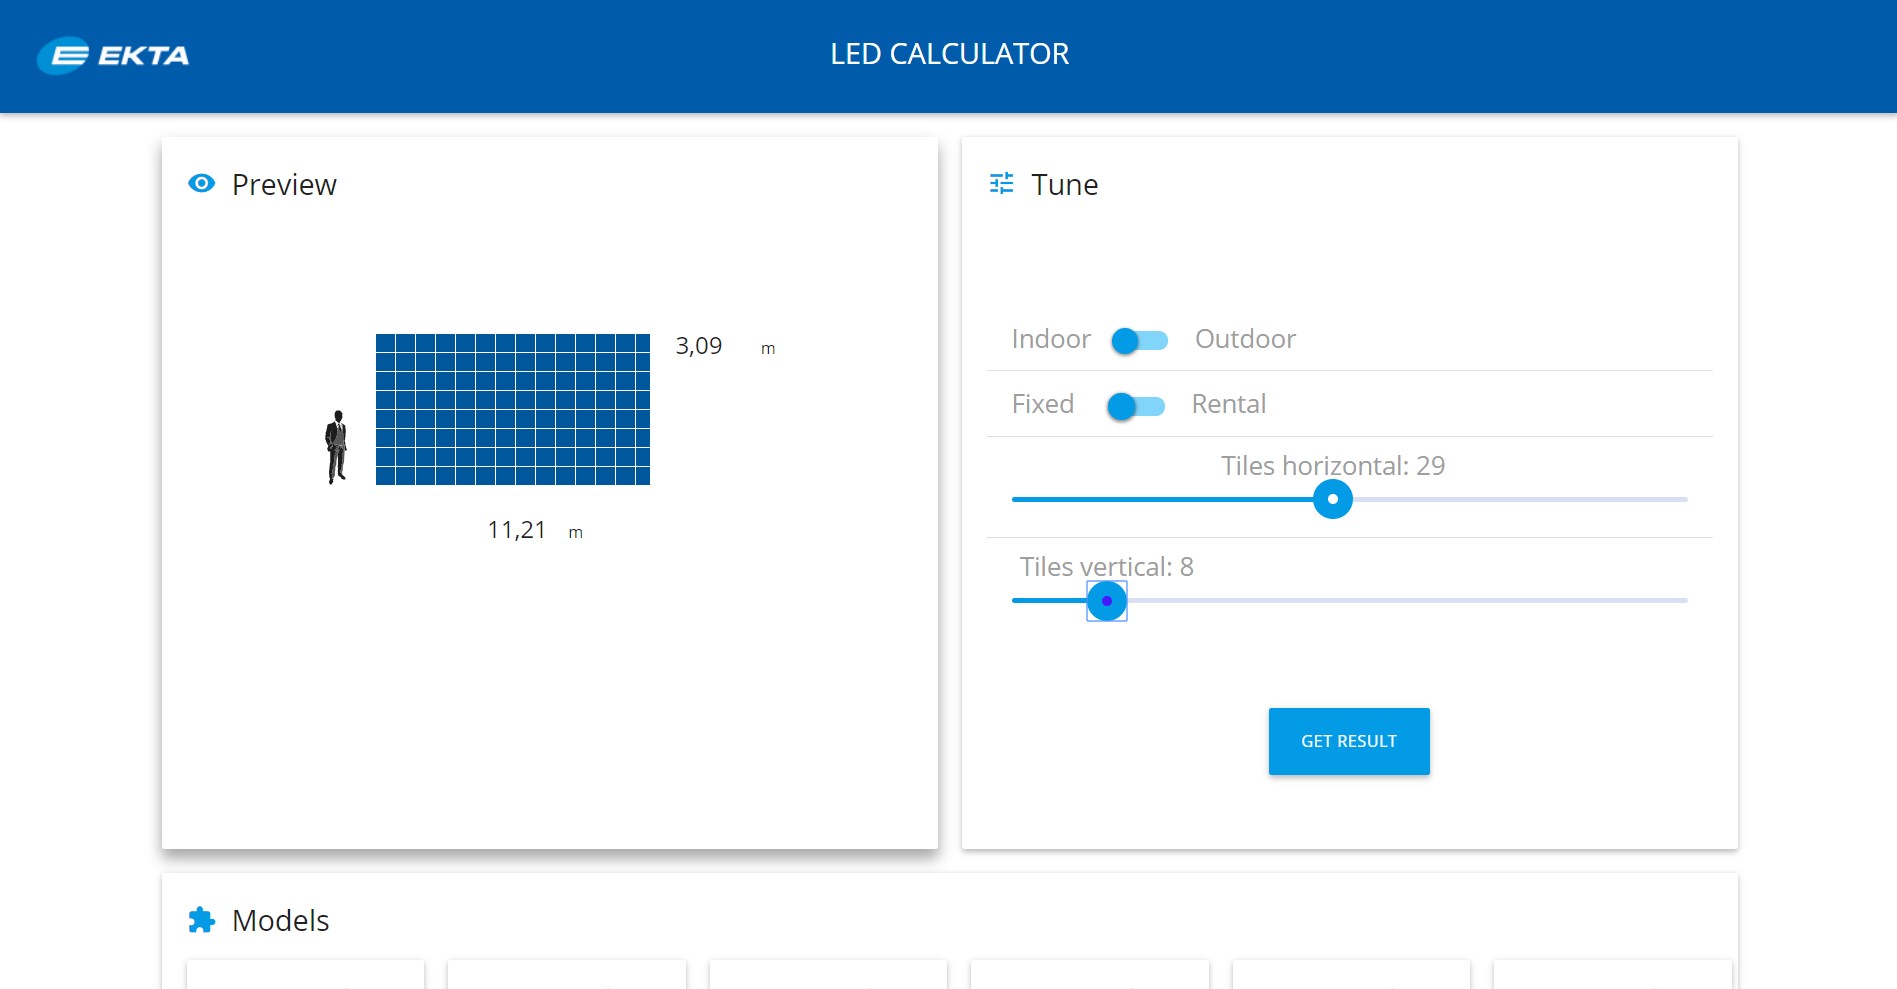 EKTA
LED CALCULATOR
Preview
3,09 m
11,21 m
Tune
Indoor Outdoor
Fixed Rental
Tiles horizontal: 29
Tiles vertical: 8
GET RESULT
Models